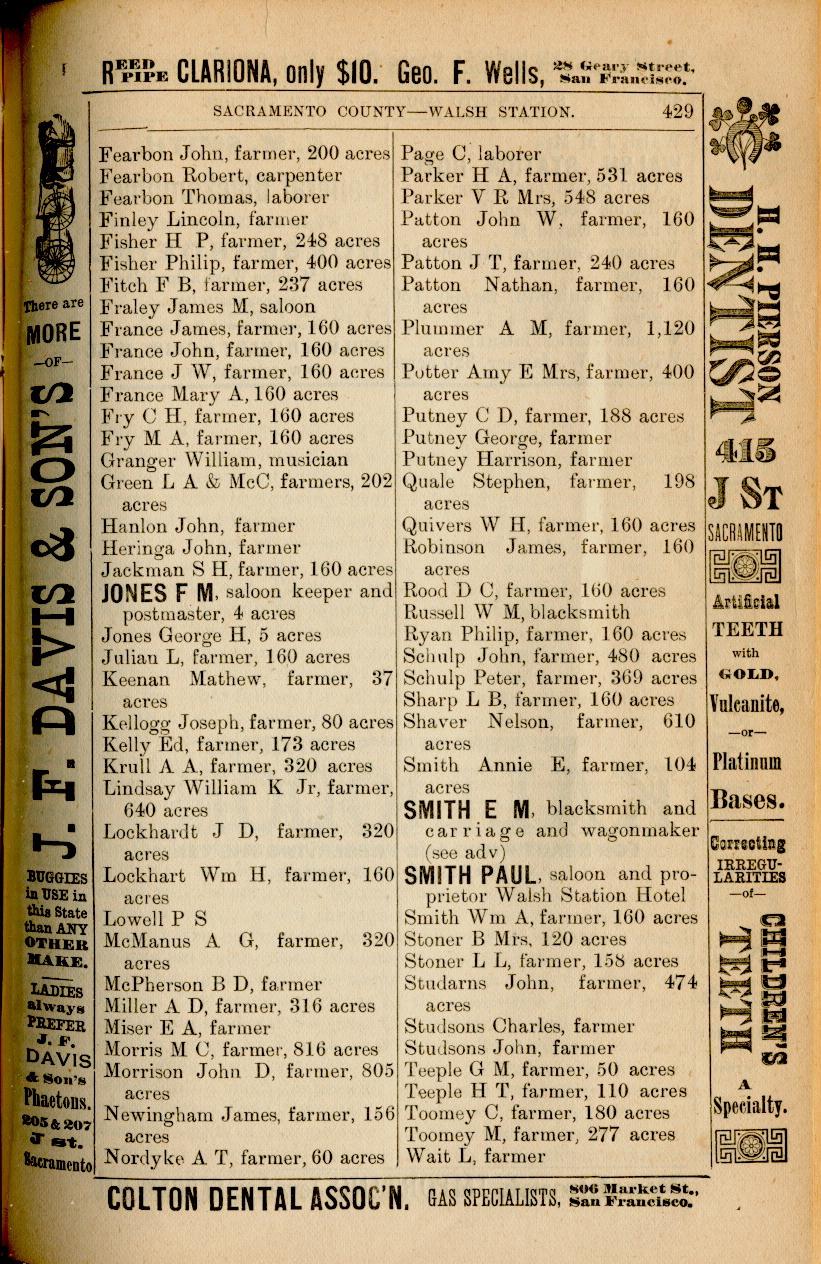 REED PIPE CLARIONA, only $10. Geo. F. Wells, 28 Geary Street, San Francisco.
SACRAMENTO COUNTY—WALSH STATION. 429
Fearbon John, farmer, 200 acres
Fearbon Robert, carpenter
Fearbon Thomas, laborer
Finley Lincoln, farmer
Fisher H P, farmer, 248 acres
Fisher Philip, farmer, 400 acres
Fitch F B, farmer, 237 acres
Fraley James M, saloon
France James, farmer, 160 acres
France John, farmer, 160 acres
France J W, farmer, 160 acres
France Mary A, 160 acres
Fry C H, farmer, 160 acres
Fry M A, farmer, 160 acres
Granger William, musician
Green L A & McC, farmers, 202
acres
Hanlon John, farmer
Heringa John, farmer
Jackman S H, farmer, 160 acres
JONES F M, saloon keeper and
postmaster, 4 acres
Jones George H, 5 acres
Julian L, farmer, 160 acres
Keenan Mathew, farmer, 37
acres
Kellogg Joseph, farmer, 80 acres
Kelly Ed, farmer, 173 acres
Krull A A, farmer, 320 acres
Lindsay William K Jr, farmer,
640 acres
Lockhardt J D, farmer, 320
acres
Lockhart Wm H, farmer, 160
acres
Lowell P S
McManus A G, farmer, 320
acres
McPherson B D, farmer
Miller A D, farmer, 316 acres
Miser E A, farmer
Morris M C, farmer, 816 acres
Morrison John D, farmer, 805
acres
Newingham James, farmer, 156
acres
Nordyke A T, farmer, 60 acres
Page C, laborer
Parker H A, farmer, 531 acres
Parker V R Mrs, 548 acres
Patton John W, farmer, 160
acres
Patton J T, farmer, 240 acres
Patton Nathan, farmer, 160
acres
Plummer A M, farmer, 1,120
acres
Potter Amy E Mrs, farmer, 400
acres
Putney C D, farmer, 188 acres
Putney George, farmer
Putney Harrison, farmer
Quale Stephen, farmer, 198
acres
Quivers W H, farmer, 160 acres
Robinson James, farmer, 160
acres
Rood D C, farmer, 160 acres
Russell W M, blacksmith
Ryan Philip, farmer, 160 acres
Schulp John, farmer, 480 acres
Schulp Peter, farmer, 369 acres
Sharp L B, farmer, 160 acres
Shaver Nelson, farmer, 610
acres
Smith Annie E, farmer, 104
acres
SMITH E M, blacksmith and
carriage and wagonmaker
(see adv)
SMITH PAUL, saloon and pro-
prietor Walsh Station Hotel
Smith Wm A, farmer, 160 acres
Stoner B Mrs, 120 acres
Stoner L L, farmer, 158 acres
Studarns John, farmer, 474
acres
Studsons Charles, farmer
Studsons John, farmer
Teeple G M, farmer, 50 acres
Teeple H T, farmer, 110 acres
Toomey C, farmer, 180 acres
Toomey M, farmer, 277 acres
Wait L, farmer
There are
MORE
—OF—
J. F. DAVIS & SON'S
BUGGIES
in USE in
this State
than ANY
OTHER
MAKE.
LADIES
always
PREFER
J. F.
DAVIS
& Son's
Phaetons.
205 & 207
J St.
Sacramento
H. H. PIERSON
DENTIST
415
J ST
SACRAMENTO
Artificial
TEETH
with
GOLD,
Vulcanite,
—or—
Platinum
Bases.
Correcting
IRREGU-
LARITIES
—of—
CHILDREN'S
TEETH
A
Specialty.
COLTON DENTAL ASSOC'N. GAS SPECIALISTS, 806 Market St., San Francisco.